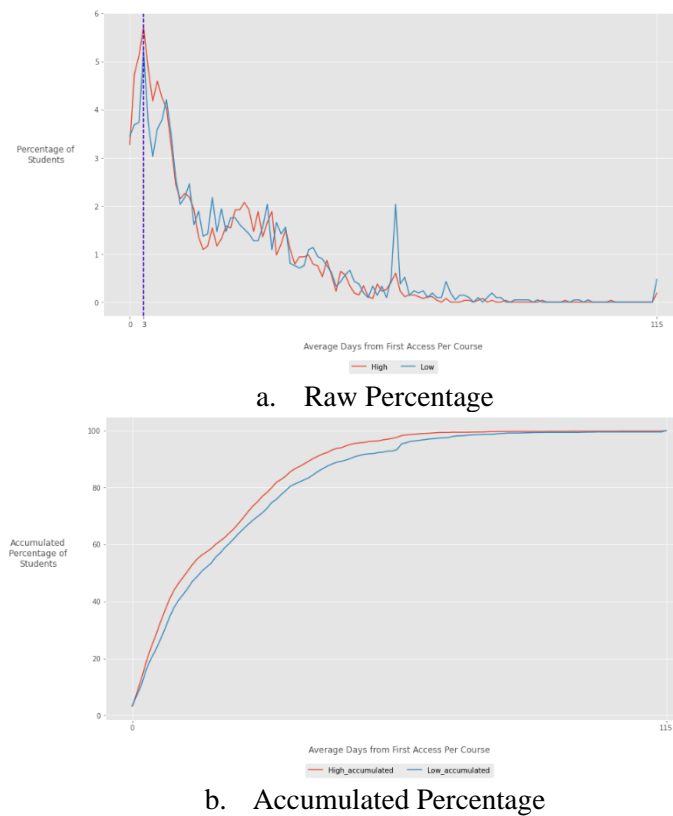 6
5
4
3
2
1
0
Percentage of
Students
0 3 115
Average Days from First Access Per Course
High Low
a. Raw Percentage
100
80
60
40
20
0
Accumulated
Percentage of
Students
0 115
Average Days from First Access Per Course
High_accumulated Low_accumulated
b. Accumulated Percentage